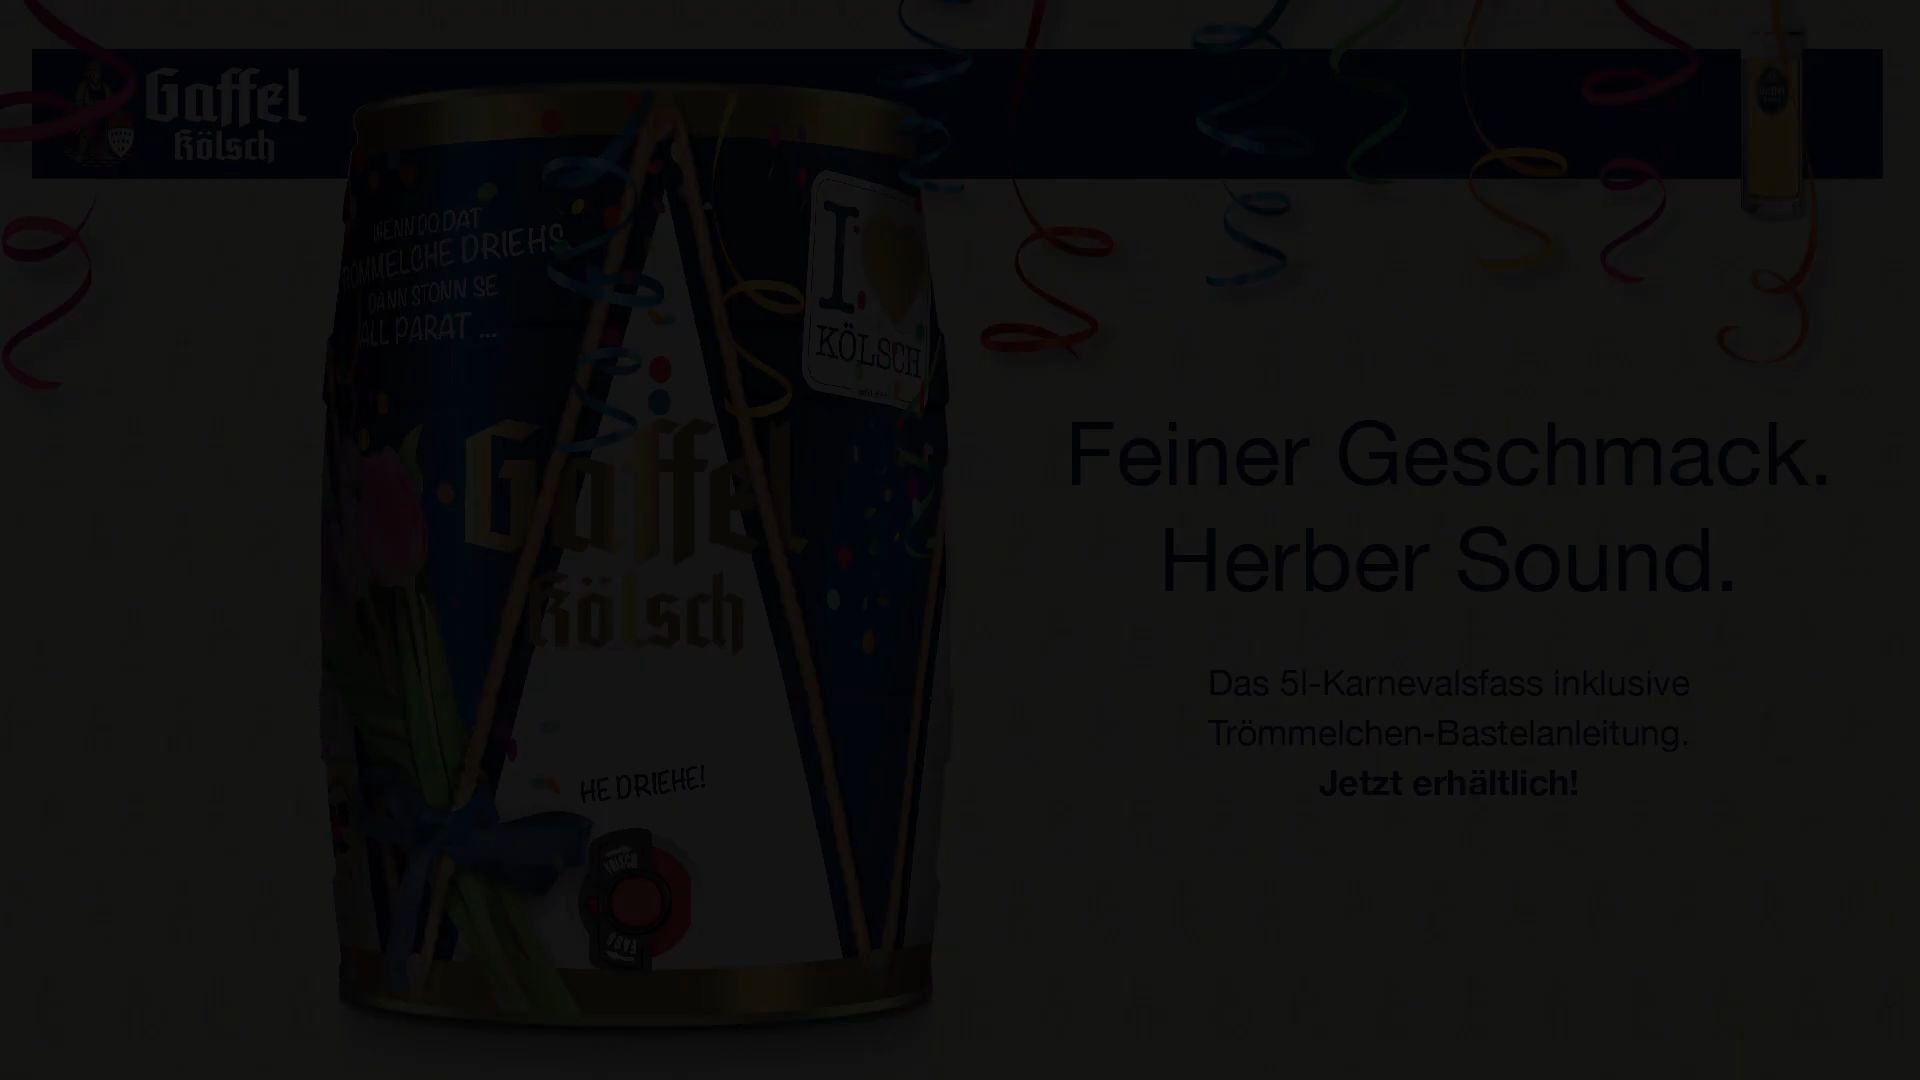 Gaffel
Kölsch
WENN DO DAT
TRÖMMELCHE DRIEHS
DANN STONN SE
ALL PARAT ...
I
KÖLSCH
Gaffel
Kölsch
HE DRIEHE!
Feiner Geschmack.
Herber Sound.
Das 5l-Karnevalsfass inklusive
Trömmelchen-Bastelanleitung.
Jetzt erhältlich!